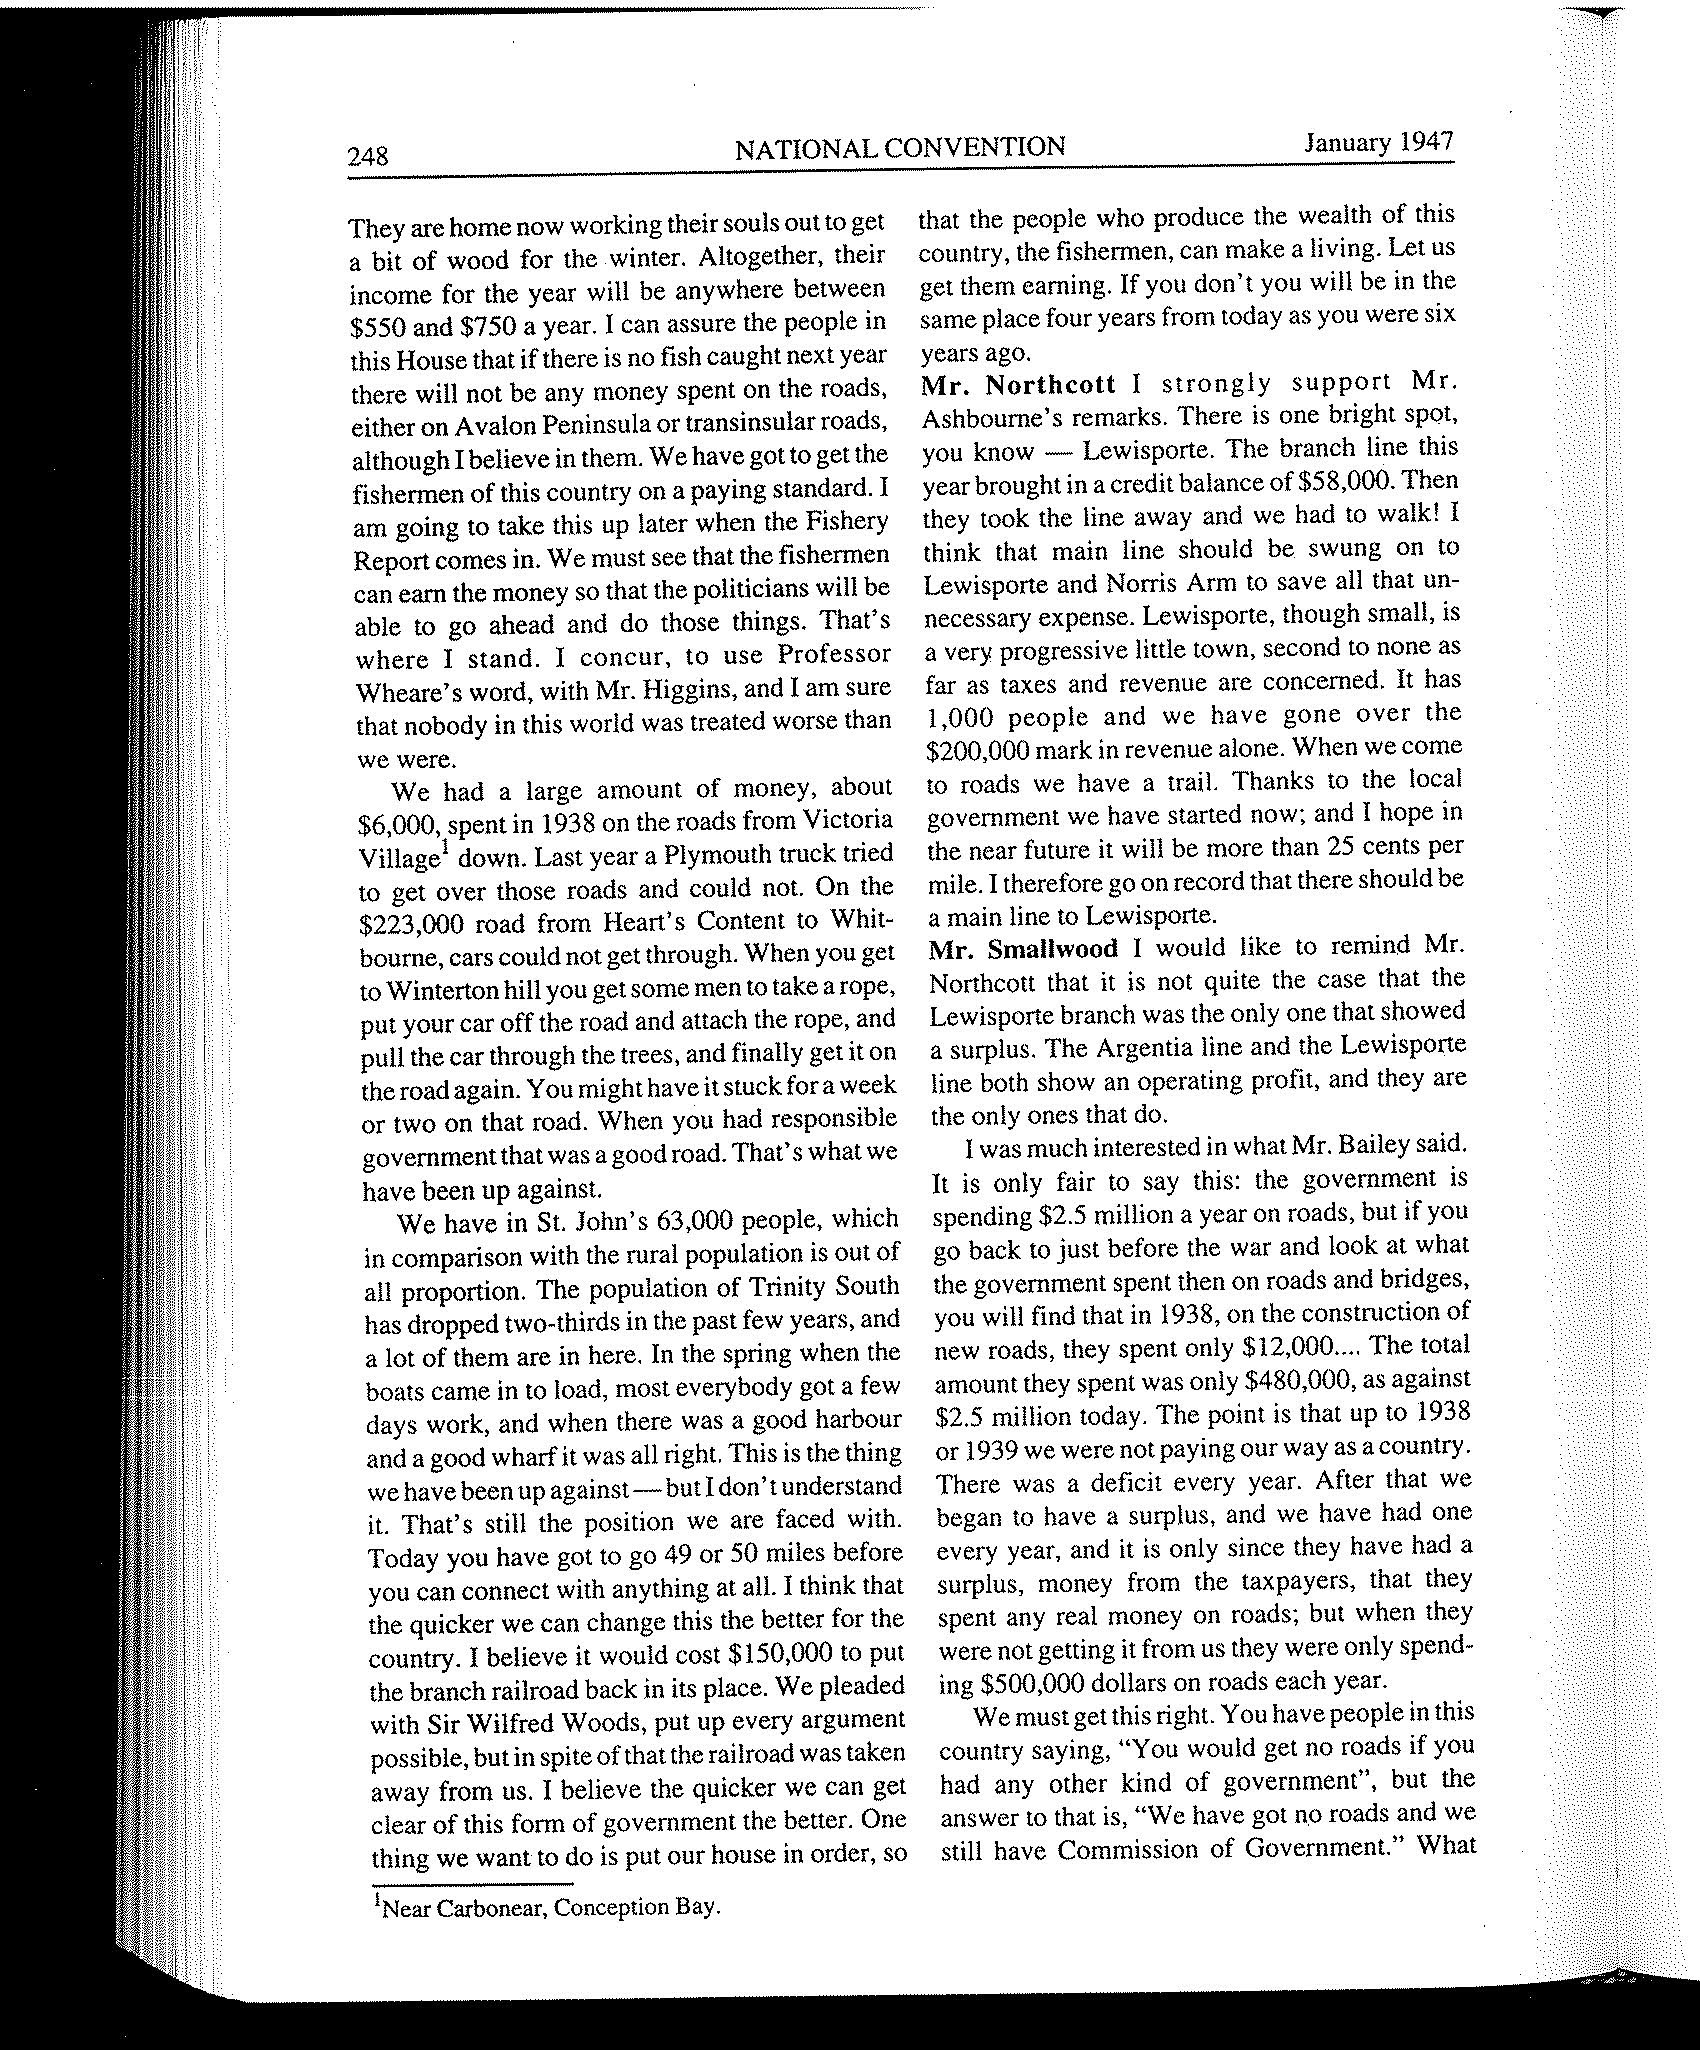 248
NATIONAL CONVENTION
January 1947
They are home now working their souls out to get
a bit of wood for the winter. Altogether, their
income for the year will be anywhere between
$550 and $750 a year. I can assure the people in
this House that if there is no fish caught next year
there will not be any money spent on the roads,
either on Avalon Peninsula or transinsular roads,
although I believe in them. We have got to get the
fishermen of this country on a paying standard. I
am going to take this up later when the Fishery
Report comes in. We must see that the fishermen
can earn the money so that the politicians will be
able to go ahead and do those things. That's
where I stand. I concur, to use Professor
Wheare's word, with Mr. Higgins, and I am sure
that nobody in this world was treated worse than
we were.
We had a large amount of money, about
$6,000, spent in 1938 on the roads from Victoria
Village¹ down. Last year a Plymouth truck tried
to get over those roads and could not. On the
$223,000 road from Heart's Content to Whit-
bourne, cars could not get through. When you get
to Winterton hill you get some men to take a rope,
put your car off the road and attach the rope, and
pull the car through the trees, and finally get it on
the road again. You might have it stuck for a week
or two on that road. When you had responsible
government that was a good road. That's what we
have been up against.
We have in St. John's 63,000 people, which
in comparison with the rural population is out of
all proportion. The population of Trinity South
has dropped two-thirds in the past few years, and
a lot of them are in here. In the spring when the
boats came in to load, most everybody got a few
days work, and when there was a good harbour
and a good wharf it was all right. This is the thing
we have been up against — but I don't understand
it. That's still the position we are faced with.
Today you have got to go 49 or 50 miles before
you can connect with anything at all. I think that
the quicker we can change this the better for the
country. I believe it would cost $150,000 to put
the branch railroad back in its place. We pleaded
with Sir Wilfred Woods, put up every argument
possible, but in spite of that the railroad was taken
away from us. I believe the quicker we can get
clear of this form of government the better. One
thing we want to do is put our house in order, so
¹Near Carbonear, Conception Bay.
that the people who produce the wealth of this
country, the fishermen, can make a living. Let us
get them earning. If you don't you will be in the
same place four years from today as you were six
years ago.
Mr. Northcott I strongly support Mr.
Ashbourne's remarks. There is one bright spot,
you know — Lewisporte. The branch line this
year brought in a credit balance of $58,000. Then
they took the line away and we had to walk! I
think that main line should be swung on to
Lewisporte and Norris Arm to save all that un-
necessary expense. Lewisporte, though small, is
a very progressive little town, second to none as
far as taxes and revenue are concerned. It has
1,000 people and we have gone over the
$200,000 mark in revenue alone. When we come
to roads we have a trail. Thanks to the local
government we have started now; and I hope in
the near future it will be more than 25 cents per
mile. I therefore go on record that there should be
a main line to Lewisporte.
Mr. Smallwood I would like to remind Mr.
Northcott that it is not quite the case that the
Lewisporte branch was the only one that showed
a surplus. The Argentia line and the Lewisporte
line both show an operating profit, and they are
the only ones that do.
I was much interested in what Mr. Bailey said.
It is only fair to say this: the government is
spending $2.5 million a year on roads, but if you
go back to just before the war and look at what
the government spent then on roads and bridges,
you will find that in 1938, on the construction of
new roads, they spent only $12,000.... The total
amount they spent was only $480,000, as against
$2.5 million today. The point is that up to 1938
or 1939 we were not paying our way as a country.
There was a deficit every year. After that we
began to have a surplus, and we have had one
every year, and it is only since they have had a
surplus, money from the taxpayers, that they
spent any real money on roads; but when they
were not getting it from us they were only spend-
ing $500,000 dollars on roads each year.
We must get this right. You have people in this
country saying, "You would get no roads if you
had any other kind of government", but the
answer to that is, "We have got no roads and we
still have Commission of Government." What